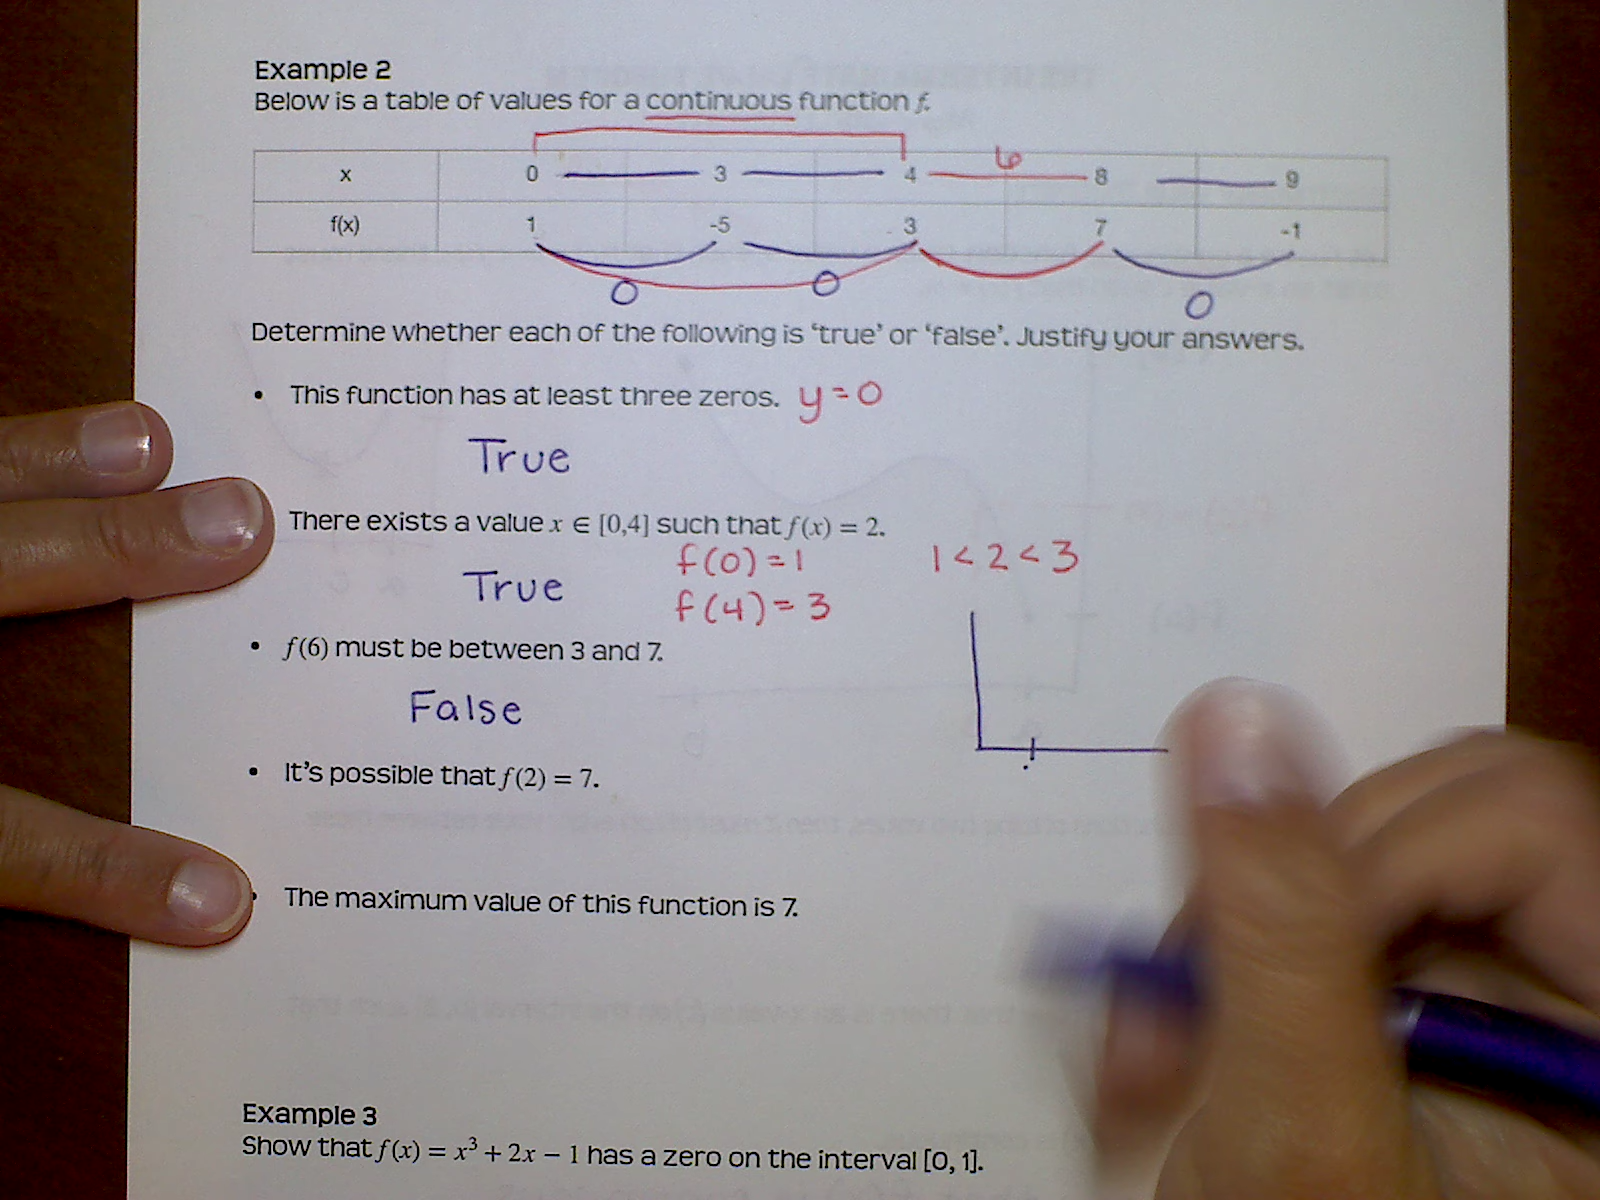 Example 2
Below is a table of values for a continuous function f.
6
x 0 3 4 8 9
f(x) 1 -5 3 7 -1
0 0 0
Determine whether each of the following is ‘true’ or ‘false’. Justify your answers.
• This function has at least three zeros. y=0
True
There exists a value x ∈ [0,4] such that f(x) = 2.
f(0)=1 1<2<3
True
f(4)=3
• f(6) must be between 3 and 7.
False
• It’s possible that f(2) = 7.
The maximum value of this function is 7.
Example 3
Show that f(x) = x³ + 2x − 1 has a zero on the interval [0, 1].